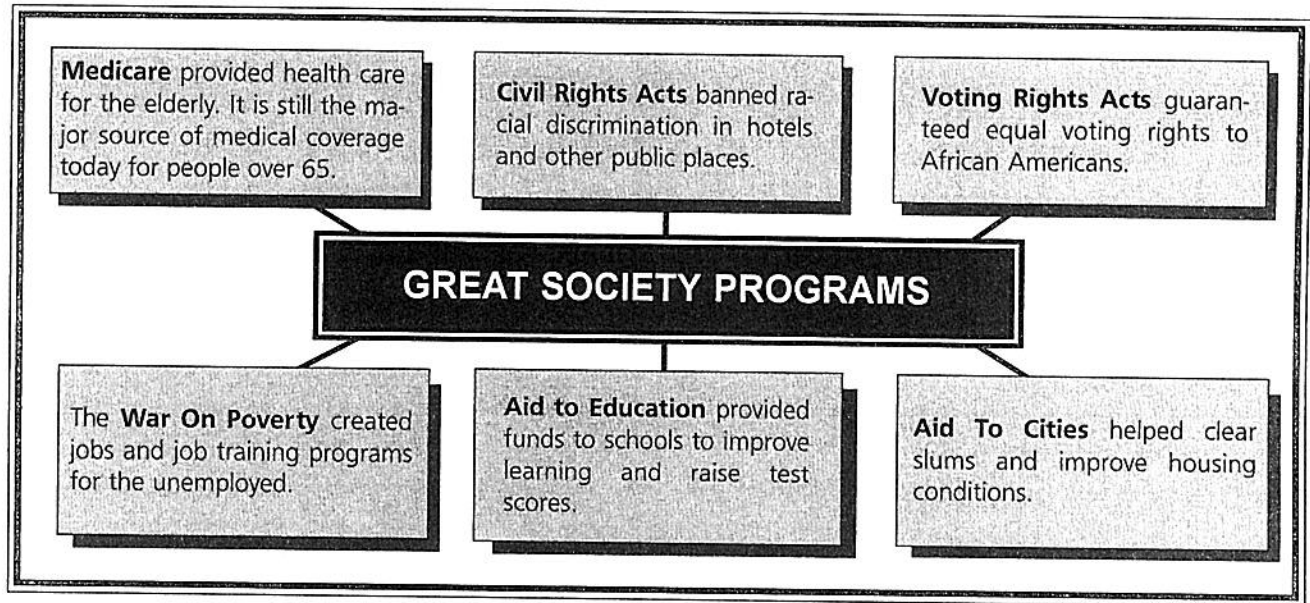 Medicare provided health care
for the elderly. It is still the ma-
jor source of medical coverage
today for people over 65.
Civil Rights Acts banned ra-
cial discrimination in hotels
and other public places.
Voting Rights Acts guaran-
teed equal voting rights to
African Americans.
GREAT SOCIETY PROGRAMS
The War On Poverty created
jobs and job training programs
for the unemployed.
Aid to Education provided
funds to schools to improve
learning and raise test
scores.
Aid To Cities helped clear
slums and improve housing
conditions.